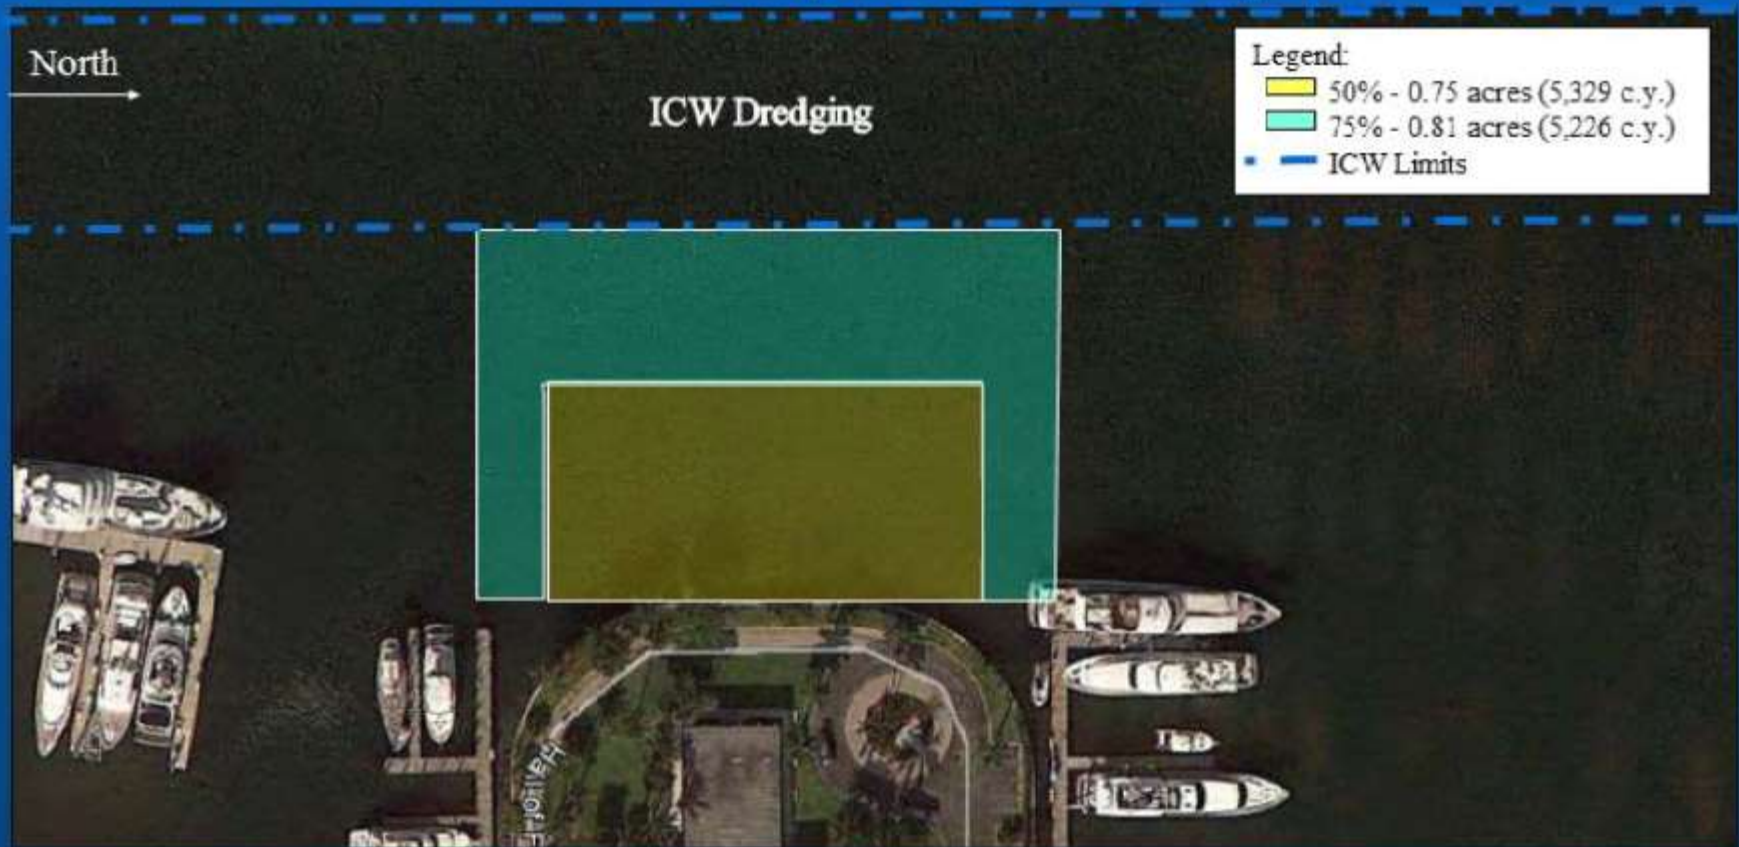 North
ICW Dredging
Legend:
50% - 0.75 acres (5,329 c.y.)
75% - 0.81 acres (5,226 c.y.)
ICW Limits